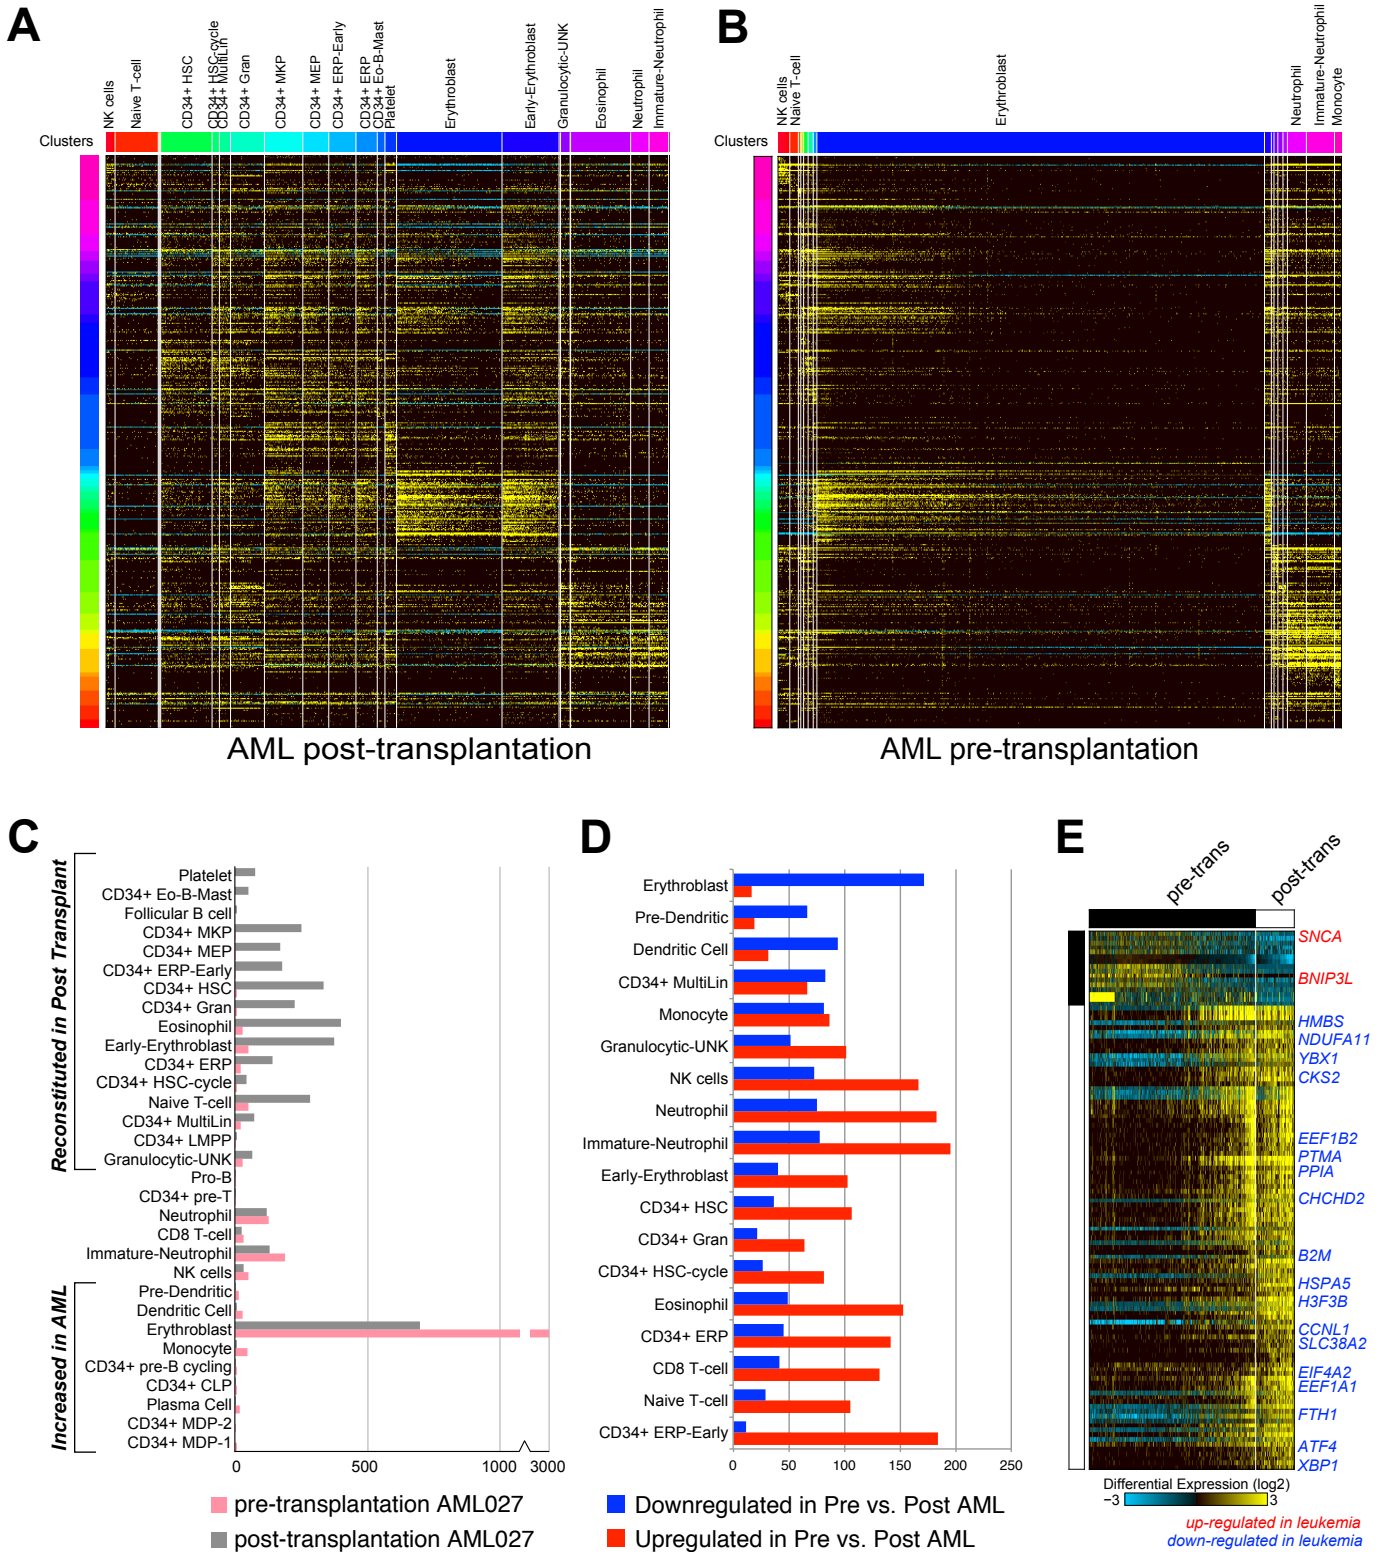 A
NK cells
Naive T-cell
CD34+ HSC
CD34+ HSC-cycle
CD34+ MultiLin
CD34+ Gran
CD34+ MKP
CD34+ MEP
CD34+ ERP-Early
CD34+ ERP
CD34+ Eo-B-Mast
Platelet
Erythroblast
Early-Erythroblast
Granulocytic-UNK
Eosinophil
Neutrophil
Immature-Neutrophil
Clusters
AML post-transplantation
B
NK cells
Naive T-cell
Erythroblast
Neutrophil
Immature-Neutrophil
Monocyte
Clusters
AML pre-transplantation
C
Reconstituted in Post Transplant
Increased in AML
Platelet
CD34+ Eo-B-Mast
Follicular B cell
CD34+ MKP
CD34+ MEP
CD34+ ERP-Early
CD34+ HSC
CD34+ Gran
Eosinophil
Early-Erythroblast
CD34+ ERP
CD34+ HSC-cycle
Naive T-cell
CD34+ MultiLin
CD34+ LMPP
Granulocytic-UNK
Pro-B
CD34+ pre-T
Neutrophil
CD8 T-cell
Immature-Neutrophil
NK cells
Pre-Dendritic
Dendritic Cell
Erythroblast
Monocyte
CD34+ pre-B cycling
CD34+ CLP
Plasma Cell
CD34+ MDP-2
CD34+ MDP-1
0 500 1000 3000
pre-transplantation AML027
post-transplantation AML027
D
Erythroblast
Pre-Dendritic
Dendritic Cell
CD34+ MultiLin
Monocyte
Granulocytic-UNK
NK cells
Neutrophil
Immature-Neutrophil
Early-Erythroblast
CD34+ HSC
CD34+ Gran
CD34+ HSC-cycle
Eosinophil
CD34+ ERP
CD8 T-cell
Naive T-cell
CD34+ ERP-Early
0 50 100 150 200 250
Downregulated in Pre vs. Post AML
Upregulated in Pre vs. Post AML
E
pre-trans
post-trans
SNCA
BNIP3L
HMBS
NDUFA11
YBX1
CKS2
EEF1B2
PTMA
PPIA
CHCHD2
B2M
HSPA5
H3F3B
CCNL1
SLC38A2
EIF4A2
EEF1A1
FTH1
ATF4
XBP1
Differential Expression (log2)
−3 3
up-regulated in leukemia
down-regulated in leukemia